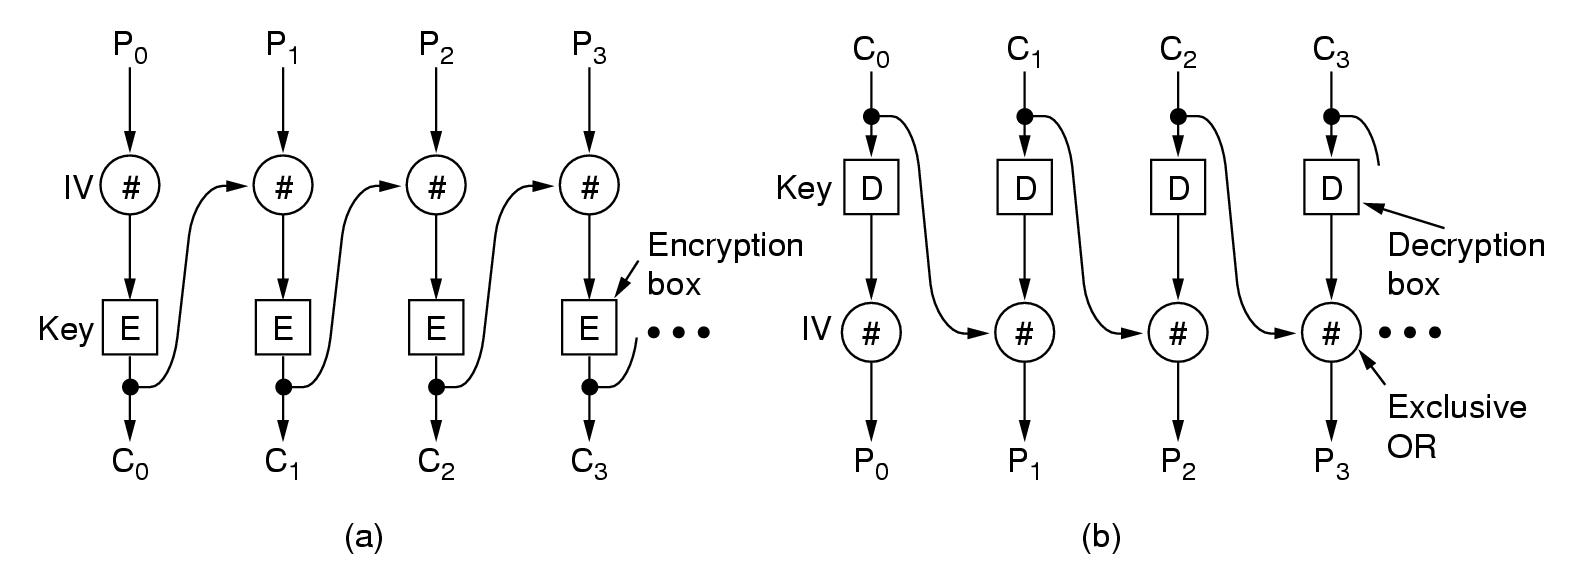 P0 P1 P2 P3
IV # # # #
Encryption
box
Key E E E E
C0 C1 C2 C3
(a)
C0 C1 C2 C3
Key D D D D
Decryption
box
IV # # # #
Exclusive
OR
P0 P1 P2 P3
(b)